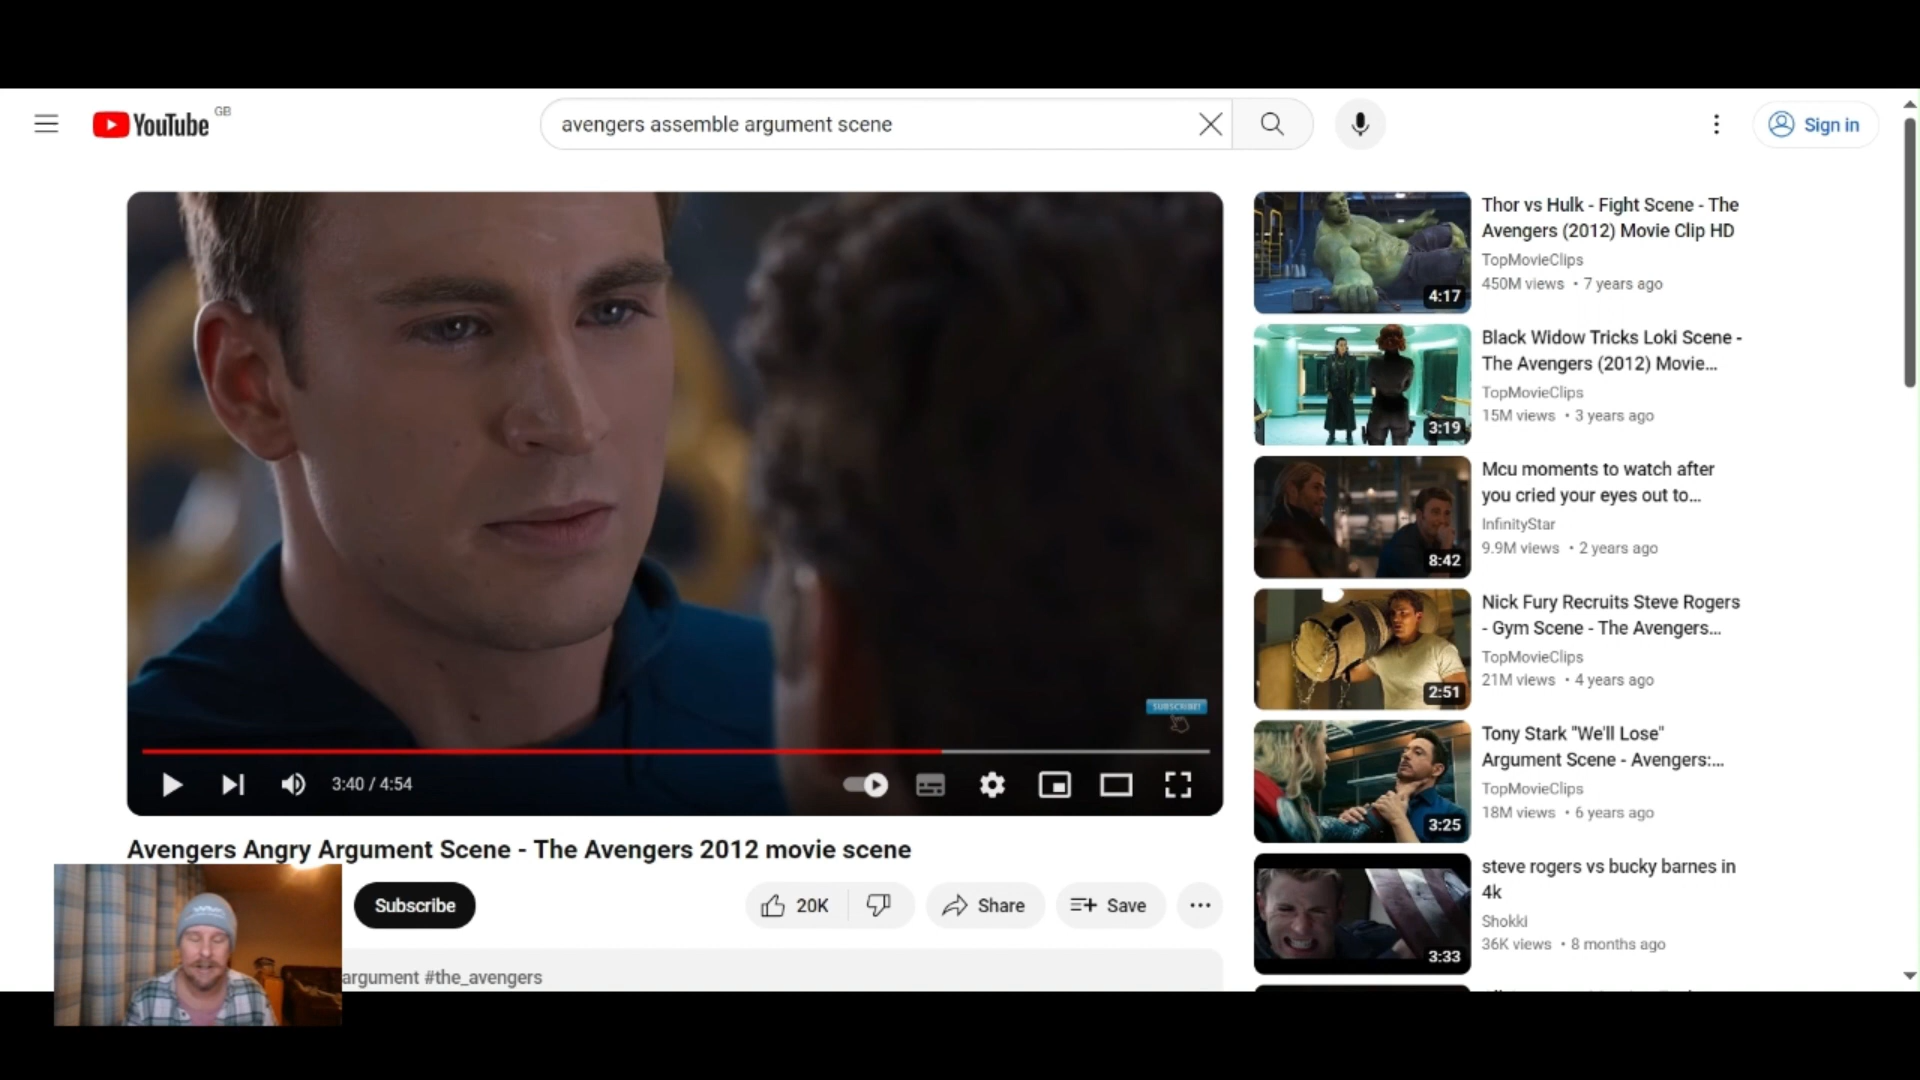 YouTube GB
avengers assemble argument scene
Sign in
SUBSCRIBE!
3:40 / 4:54
Avengers Angry Argument Scene - The Avengers 2012 movie scene
Subscribe
20K
Share
Save
argument #the_avengers
4:17
Thor vs Hulk - Fight Scene - The
Avengers (2012) Movie Clip HD
TopMovieClips
450M views • 7 years ago
3:19
Black Widow Tricks Loki Scene -
The Avengers (2012) Movie...
TopMovieClips
15M views • 3 years ago
8:42
Mcu moments to watch after
you cried your eyes out to...
InfinityStar
9.9M views • 2 years ago
2:51
Nick Fury Recruits Steve Rogers
- Gym Scene - The Avengers...
TopMovieClips
21M views • 4 years ago
3:25
Tony Stark "We'll Lose"
Argument Scene - Avengers:...
TopMovieClips
18M views • 6 years ago
3:33
steve rogers vs bucky barnes in
4k
Shokki
36K views • 8 months ago